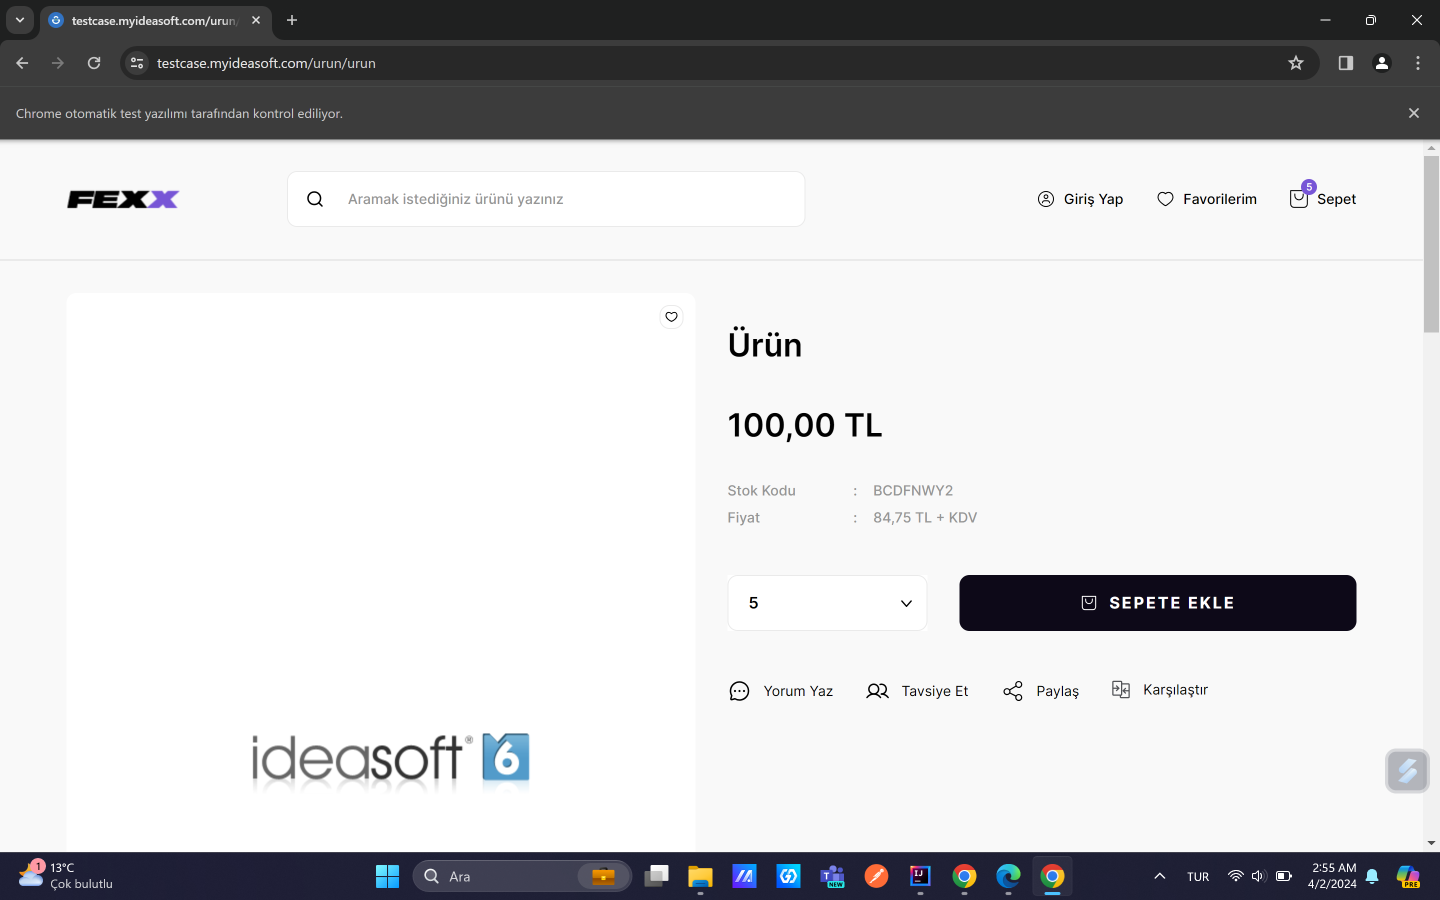 testcase.myideasoft.com/urun/
testcase.myideasoft.com/urun/urun
Chrome otomatik test yazılımı tarafından kontrol ediliyor.
FEXX
Aramak istediğiniz ürünü yazınız
Giriş Yap
Favorilerim
5
Sepet
Ürün
100,00 TL
Stok Kodu : BCDFNWY2
Fiyat : 84,75 TL + KDV
5
SEPETE EKLE
Yorum Yaz
Tavsiye Et
Paylaş
Karşılaştır
ideasoft® 6
1
13°C
Çok bulutlu
Ara
T
NEW
IJ
TUR
2:55 AM
4/2/2024
PRE